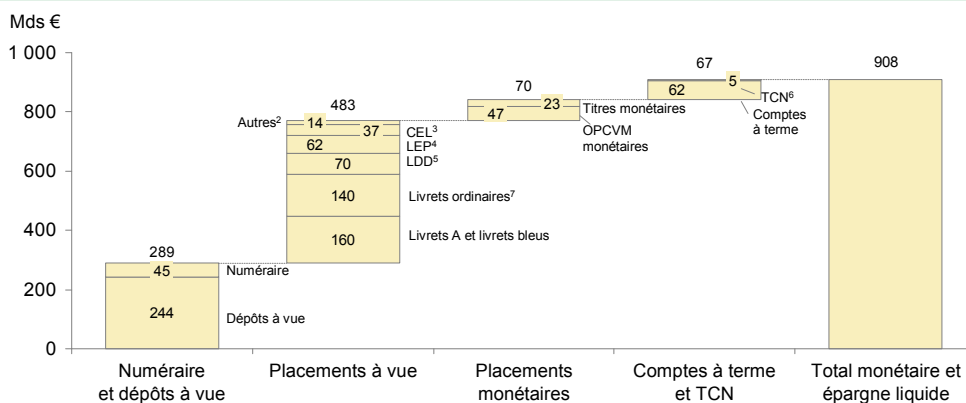 Mds €
1 000
800
600
400
200
0
289
45
244
Numéraire
Dépôts à vue
483
Autres2
14
37
62
70
140
160
CEL3
LEP4
LDD5
Livrets ordinaires7
Livrets A et livrets bleus
70
23
47
Titres monétaires
OPCVM
monétaires
67
5
62
TCN6
Comptes
à terme
908
Numéraire
et dépôts à vue
Placements à vue
Placements
monétaires
Comptes à terme
et TCN
Total monétaire et
épargne liquide